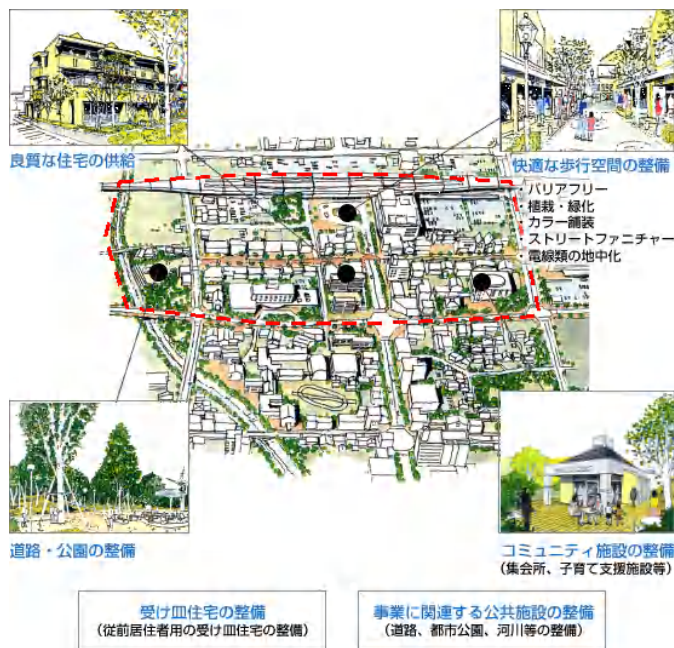 良質な住宅の供給
快適な歩行空間の整備
・バリアフリー
・植栽・緑化
カラー舗装
・ストリートファニチャー
・電線類の地中化
道路・公園の整備
コミュニティ施設の整備
(集会所、子育て支援施設等)
受け皿住宅の整備
(従前居住者用の受け皿住宅の整備)
事業に関連する公共施設の整備
(道路、都市公園、河川等の整備)